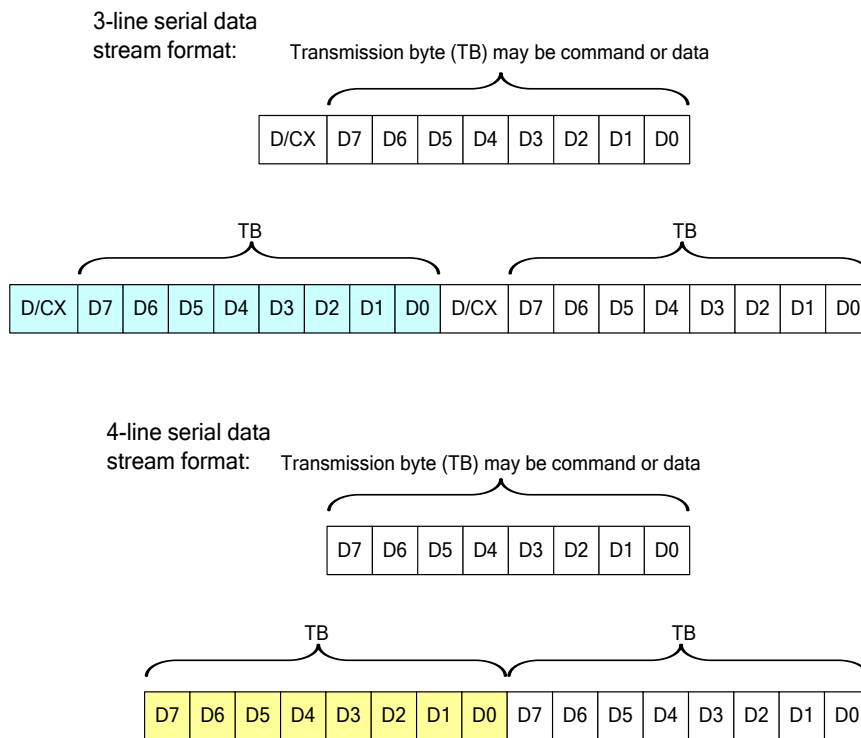 3-line serial data
stream format:
Transmission byte (TB) may be command or data
D/CX D7 D6 D5 D4 D3 D2 D1 D0
TB TB
D/CX D7 D6 D5 D4 D3 D2 D1 D0 D/CX D7 D6 D5 D4 D3 D2 D1 D0
4-line serial data
stream format:
Transmission byte (TB) may be command or data
D7 D6 D5 D4 D3 D2 D1 D0
TB TB
D7 D6 D5 D4 D3 D2 D1 D0 D7 D6 D5 D4 D3 D2 D1 D0